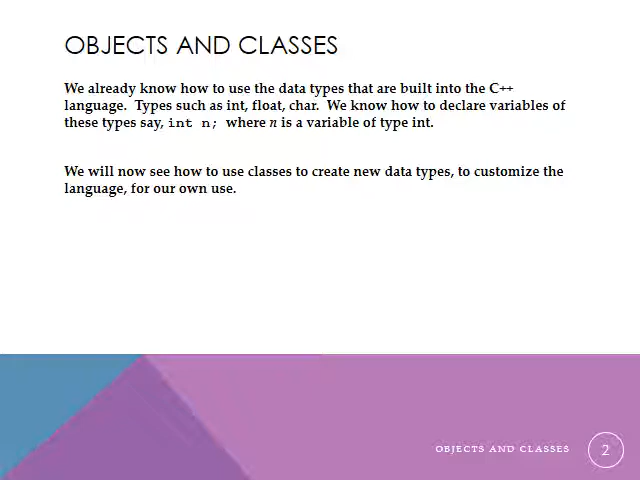 OBJECTS AND CLASSES
We already know how to use the data types that are built into the C++
language.  Types such as int, float, char.  We know how to declare variables of
these types say, int n;  where n is a variable of type int.
We will now see how to use classes to create new data types, to customize the
language, for our own use.
OBJECTS AND CLASSES
2